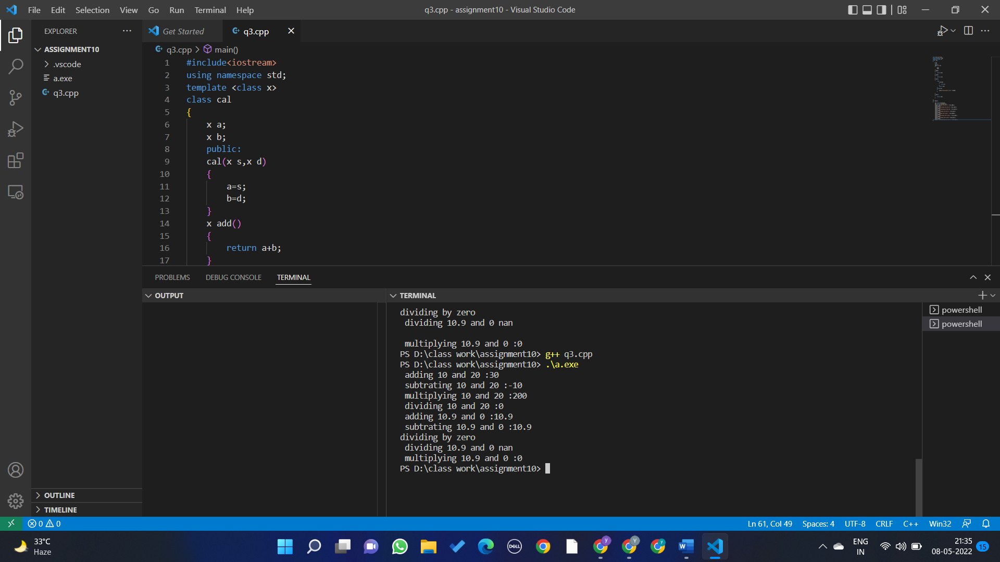 File Edit Selection View Go Run Terminal Help
q3.cpp - assignment10 - Visual Studio Code
EXPLORER
ASSIGNMENT10
.vscode
a.exe
q3.cpp
OUTLINE
TIMELINE
Get Started
q3.cpp
q3.cpp > main()
1 #include<iostream>
2 using namespace std;
3 template <class x>
4 class cal
5 {
6 x a;
7 x b;
8 public:
9 cal(x s,x d)
10 {
11 a=s;
12 b=d;
13 }
14 x add()
15 {
16 return a+b;
17 }
PROBLEMS DEBUG CONSOLE TERMINAL
OUTPUT
TERMINAL
dividing by zero
dividing 10.9 and 0 nan
multiplying 10.9 and 0 :0
PS D:\class work\assignment10> g++ q3.cpp
PS D:\class work\assignment10> .\a.exe
adding 10 and 20 :30
subtrating 10 and 20 :-10
multiplying 10 and 20 :200
dividing 10 and 20 :0
adding 10.9 and 0 :10.9
subtrating 10.9 and 0 :10.9
dividing by zero
dividing 10.9 and 0 nan
multiplying 10.9 and 0 :0
PS D:\class work\assignment10>
powershell
powershell
0 0
Ln 61, Col 49 Spaces: 4 UTF-8 CRLF C++ Win32
33°C
Haze
DELL
ENG
IN
21:35
08-05-2022
15